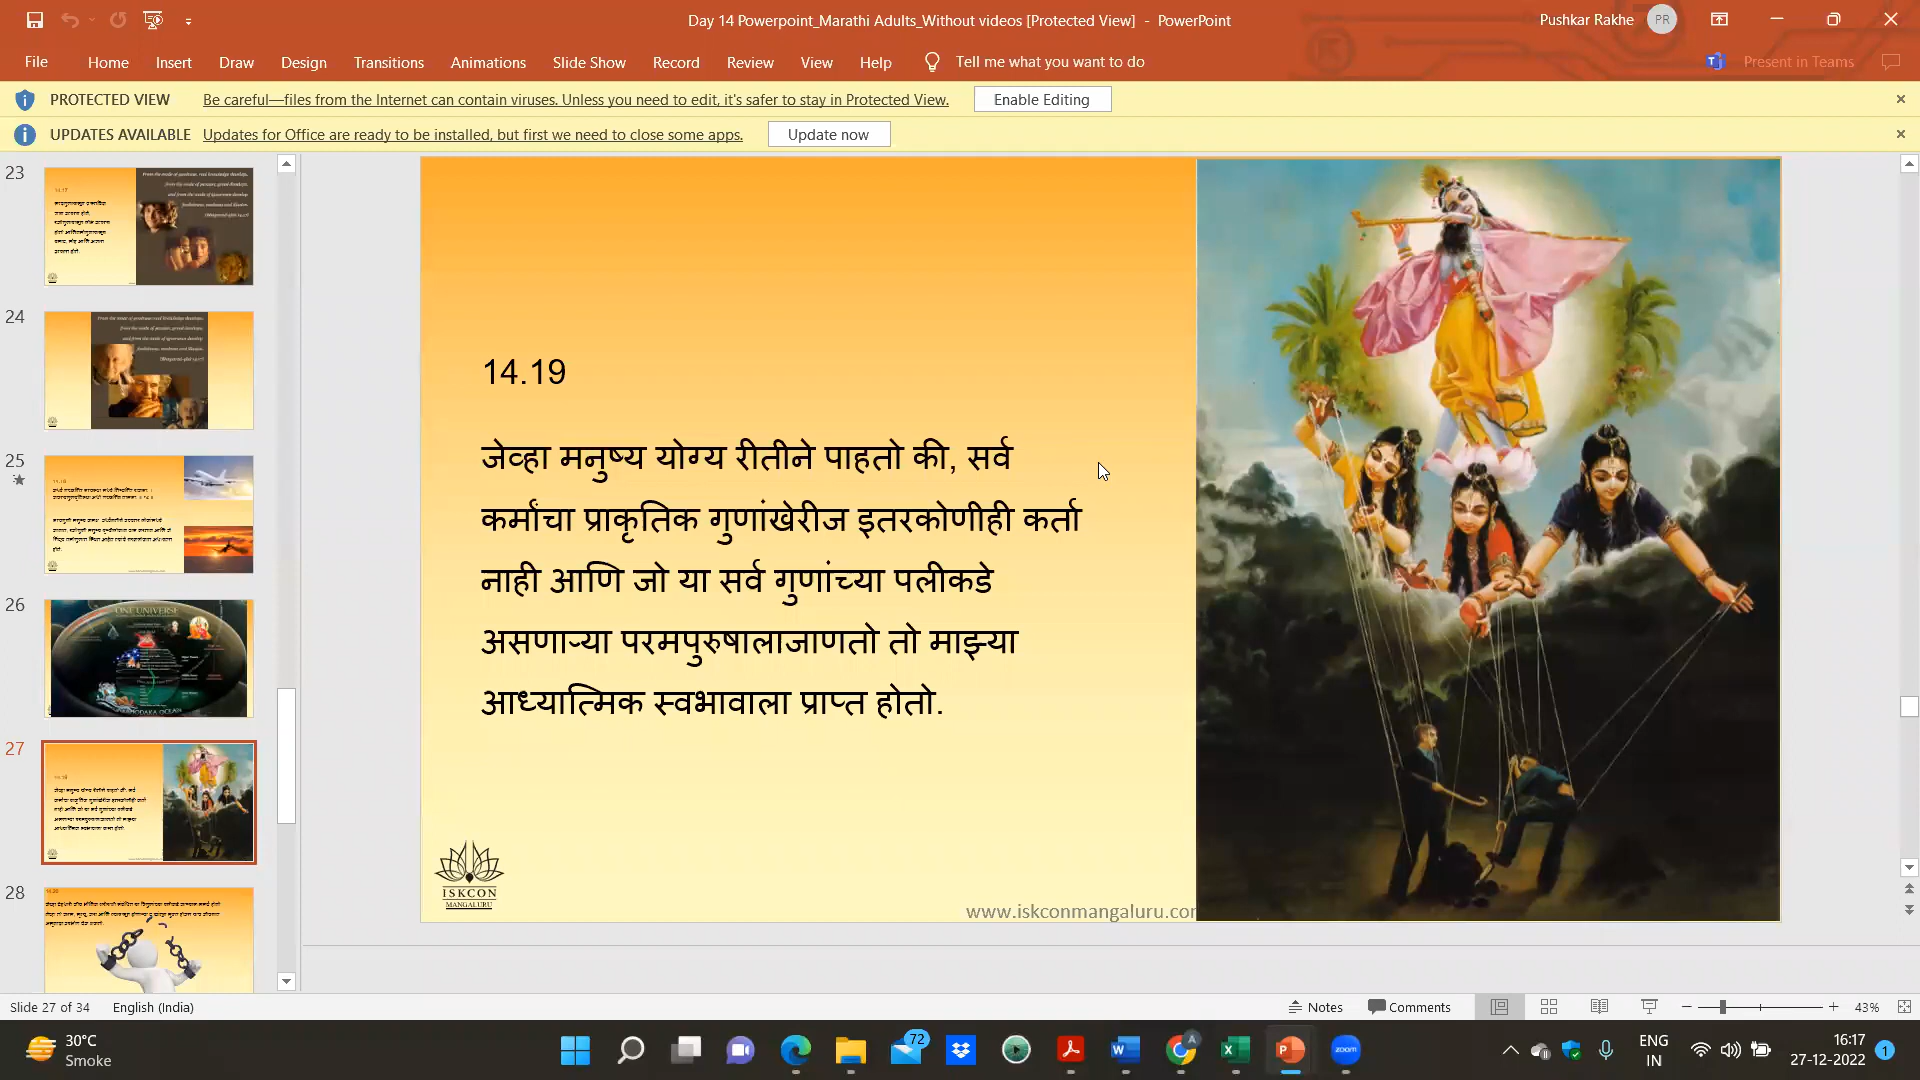 Day 14 Powerpoint_Marathi Adults_Without videos [Protected View] - PowerPoint
Pushkar Rakhe
PR
File Home Insert Draw Design Transitions Animations Slide Show Record Review View Help Tell me what you want to do
Present in Teams
PROTECTED VIEW Be careful—files from the Internet can contain viruses. Unless you need to edit, it's safer to stay in Protected View. Enable Editing
UPDATES AVAILABLE Updates for Office are ready to be installed, but first we need to close some apps. Update now
23
24
25
26
ONE UNIVERSE
27
28
14.19
जेव्हा मनुष्य योग्य रीतीने पाहतो की, सर्व
कर्मांचा प्राकृतिक गुणांखेरीज इतरकोणीही कर्ता
नाही आणि जो या सर्व गुणांच्या पलीकडे
असणाऱ्या परमपुरुषालाजाणतो तो माझ्या
आध्यात्मिक स्वभावाला प्राप्त होतो.
ISKCON
MANGALURU
www.iskconmangaluru.com
Slide 27 of 34 English (India)
Notes Comments 43%
30°C
Smoke
72
zoom
ENG
IN
16:17
27-12-2022
1